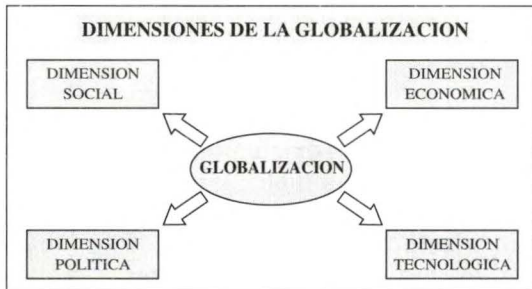 DIMENSIONES DE LA GLOBALIZACION
DIMENSION
SOCIAL
DIMENSION
ECONOMICA
GLOBALIZACION
DIMENSION
POLITICA
DIMENSION
TECNOLOGICA